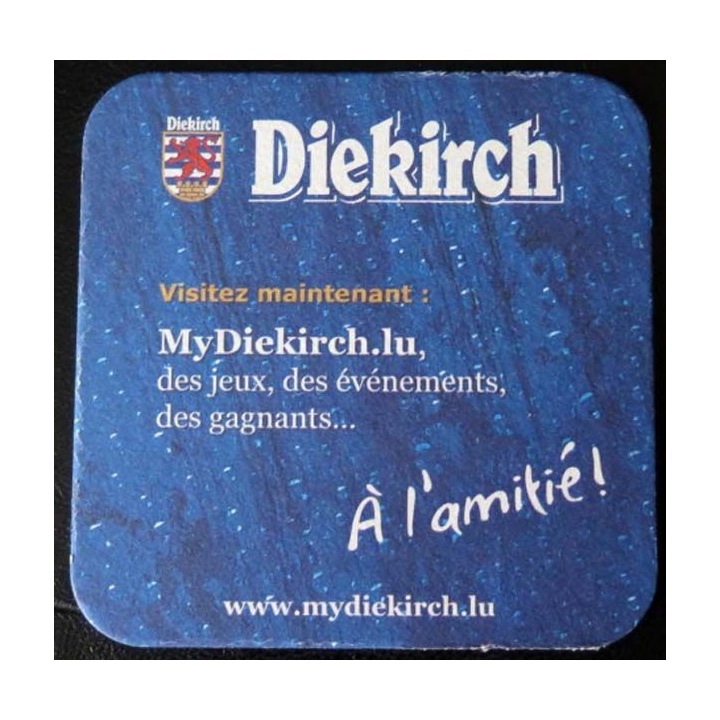 Diekirch
Diekirch
Visitez maintenant :
MyDiekirch.lu,
des jeux, des événements,
des gagnants...
À l'amitié!
www.mydiekirch.lu